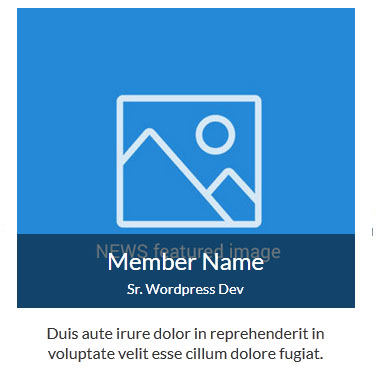 NEWS featured image
Member Name
Sr. Wordpress Dev
Duis aute irure dolor in reprehenderit in
voluptate velit esse cillum dolore fugiat.